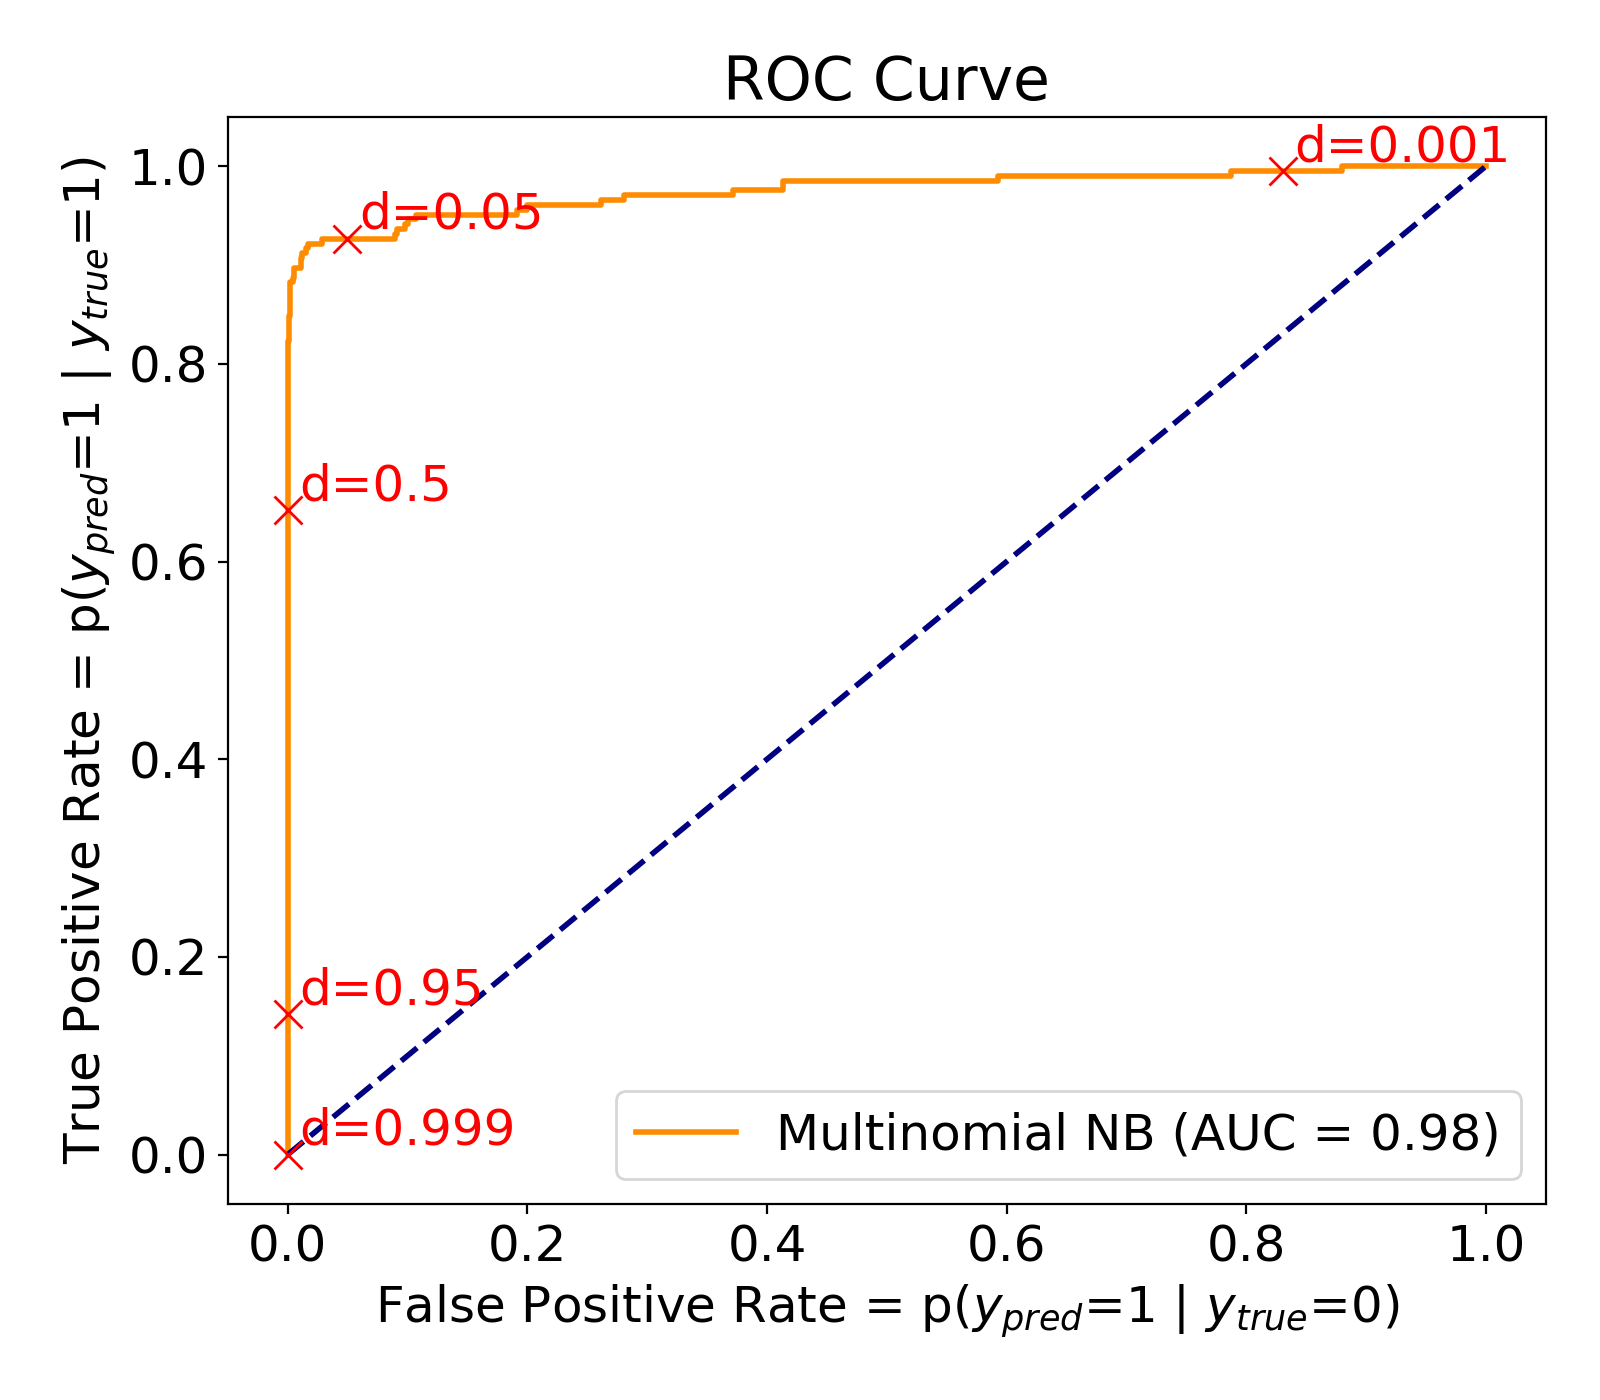 ROC Curve
True Positive Rate = p(y_pred=1 | y_true=1)
1.0
0.8
0.6
0.4
0.2
0.0
d=0.001
d=0.05
d=0.5
d=0.95
d=0.999
Multinomial NB (AUC = 0.98)
0.0 0.2 0.4 0.6 0.8 1.0
False Positive Rate = p(y_pred=1 | y_true=0)